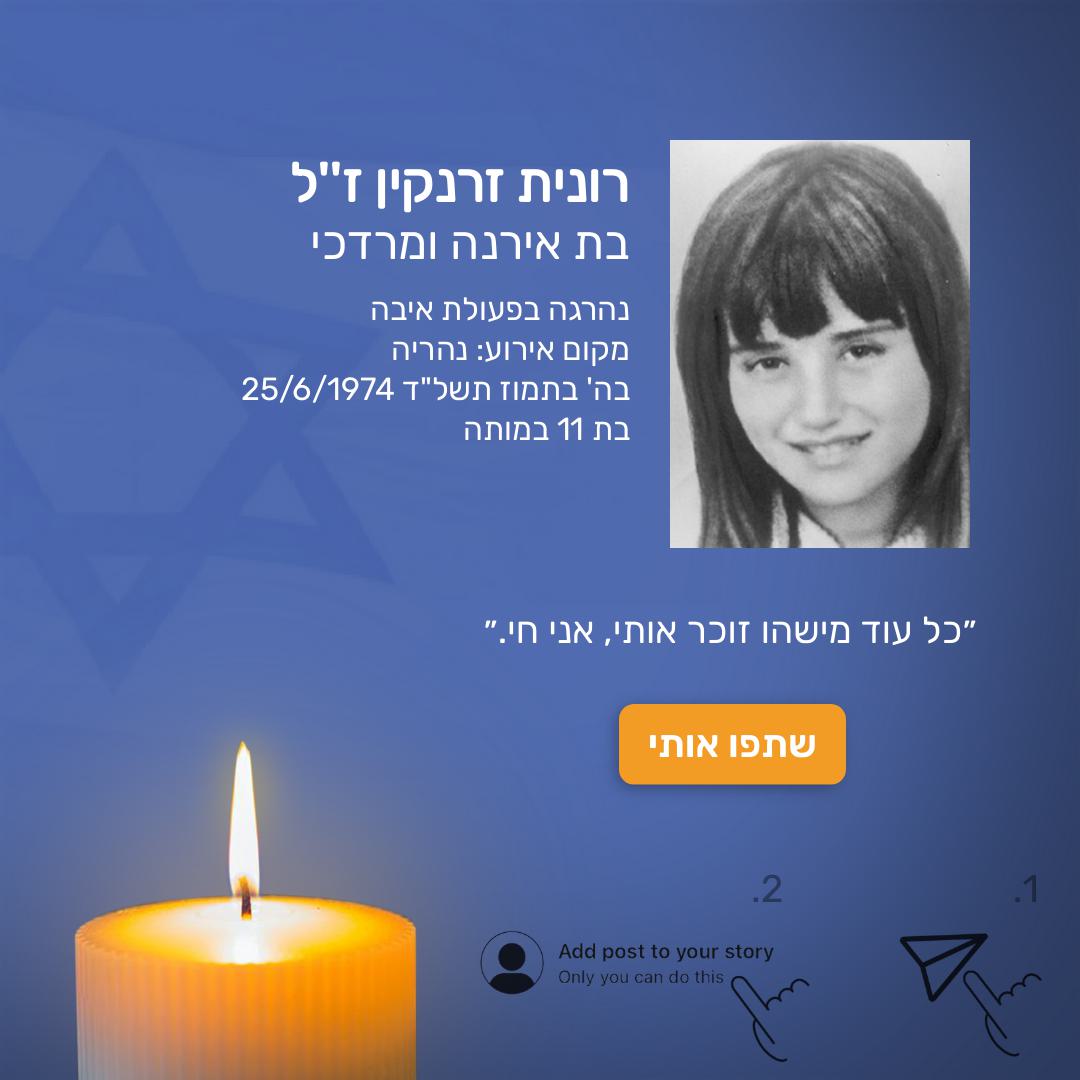 רונית זרנקין ז"ל
בת אירנה ומרדכי
נהרגה בפעולת איבה
מקום אירוע: נהריה
בה' בתמוז תשל"ד 25/6/1974
בת 11 במותה
״כל עוד מישהו זוכר אותי, אני חי.״
שתפו אותי
1.
2.
Add post to your story
Only you can do this